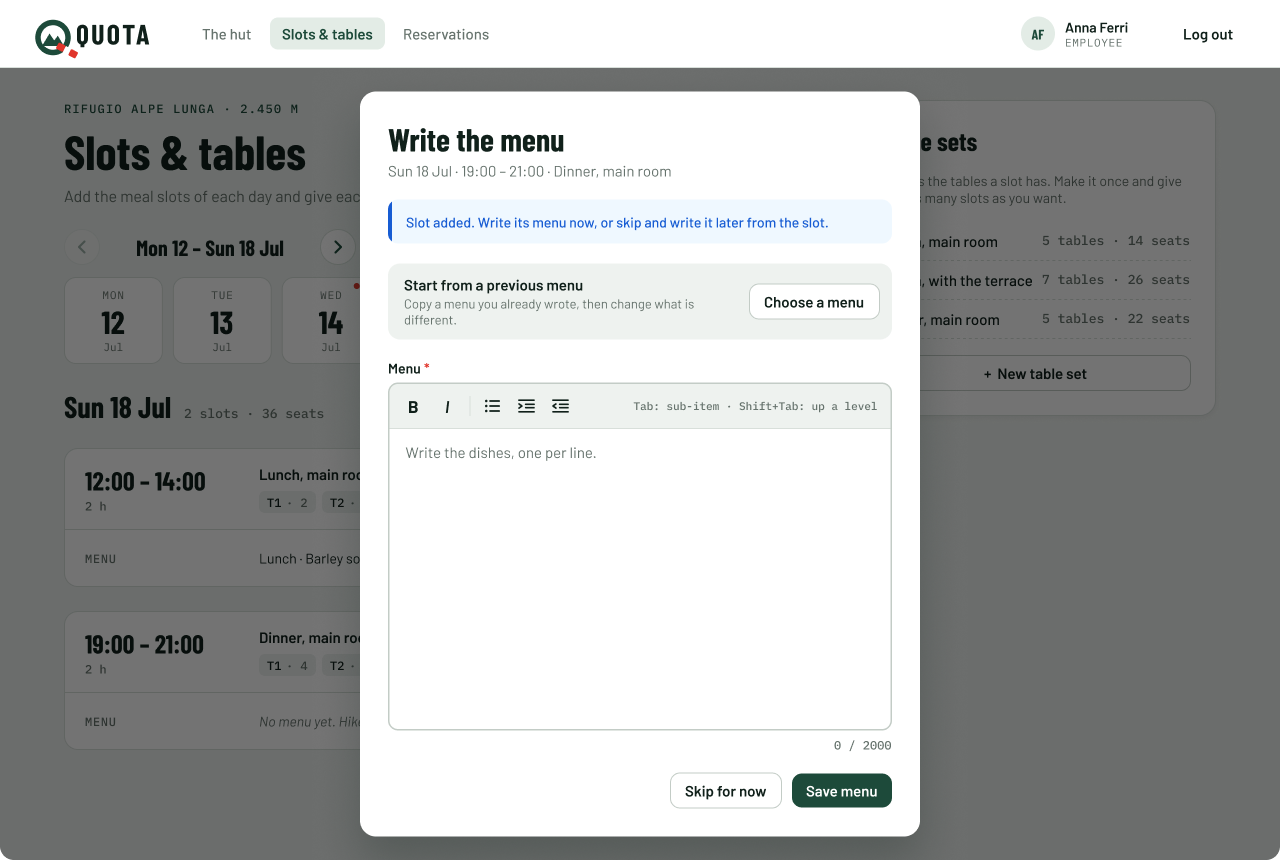 QUOTA
The hut
Slots & tables
Reservations
AF
Anna Ferri
EMPLOYEE
Log out
RIFUGIO ALPE LUNGA · 2.450 M
Slots & tables
Add the meal slots of each day and give each
Mon 12 – Sun 18 Jul
MON
12
Jul
TUE
13
Jul
WED
14
Jul
Sun 18 Jul
2 slots · 36 seats
12:00 – 14:00
2 h
Lunch, main
T1 · 2
T2 ·
MENU
Lunch · Barley
19:00 – 21:00
2 h
Dinner, main
T1 · 4
T2 ·
MENU
No menu yet.
Write the menu
Sun 18 Jul · 19:00 – 21:00 · Dinner, main room
Slot added. Write its menu now, or skip and write it later from the slot.
Start from a previous menu
Copy a menu you already wrote, then change what is
different.
Choose a menu
Menu *
B I
Tab: sub-item · Shift+Tab: up a level
Write the dishes, one per line.
0 / 2000
Skip for now
Save menu
sets
the tables a slot has. Make it once and give
many slots as you want.
, main room
5 tables · 14 seats
, with the terrace
7 tables · 26 seats
, main room
5 tables · 22 seats
+ New table set